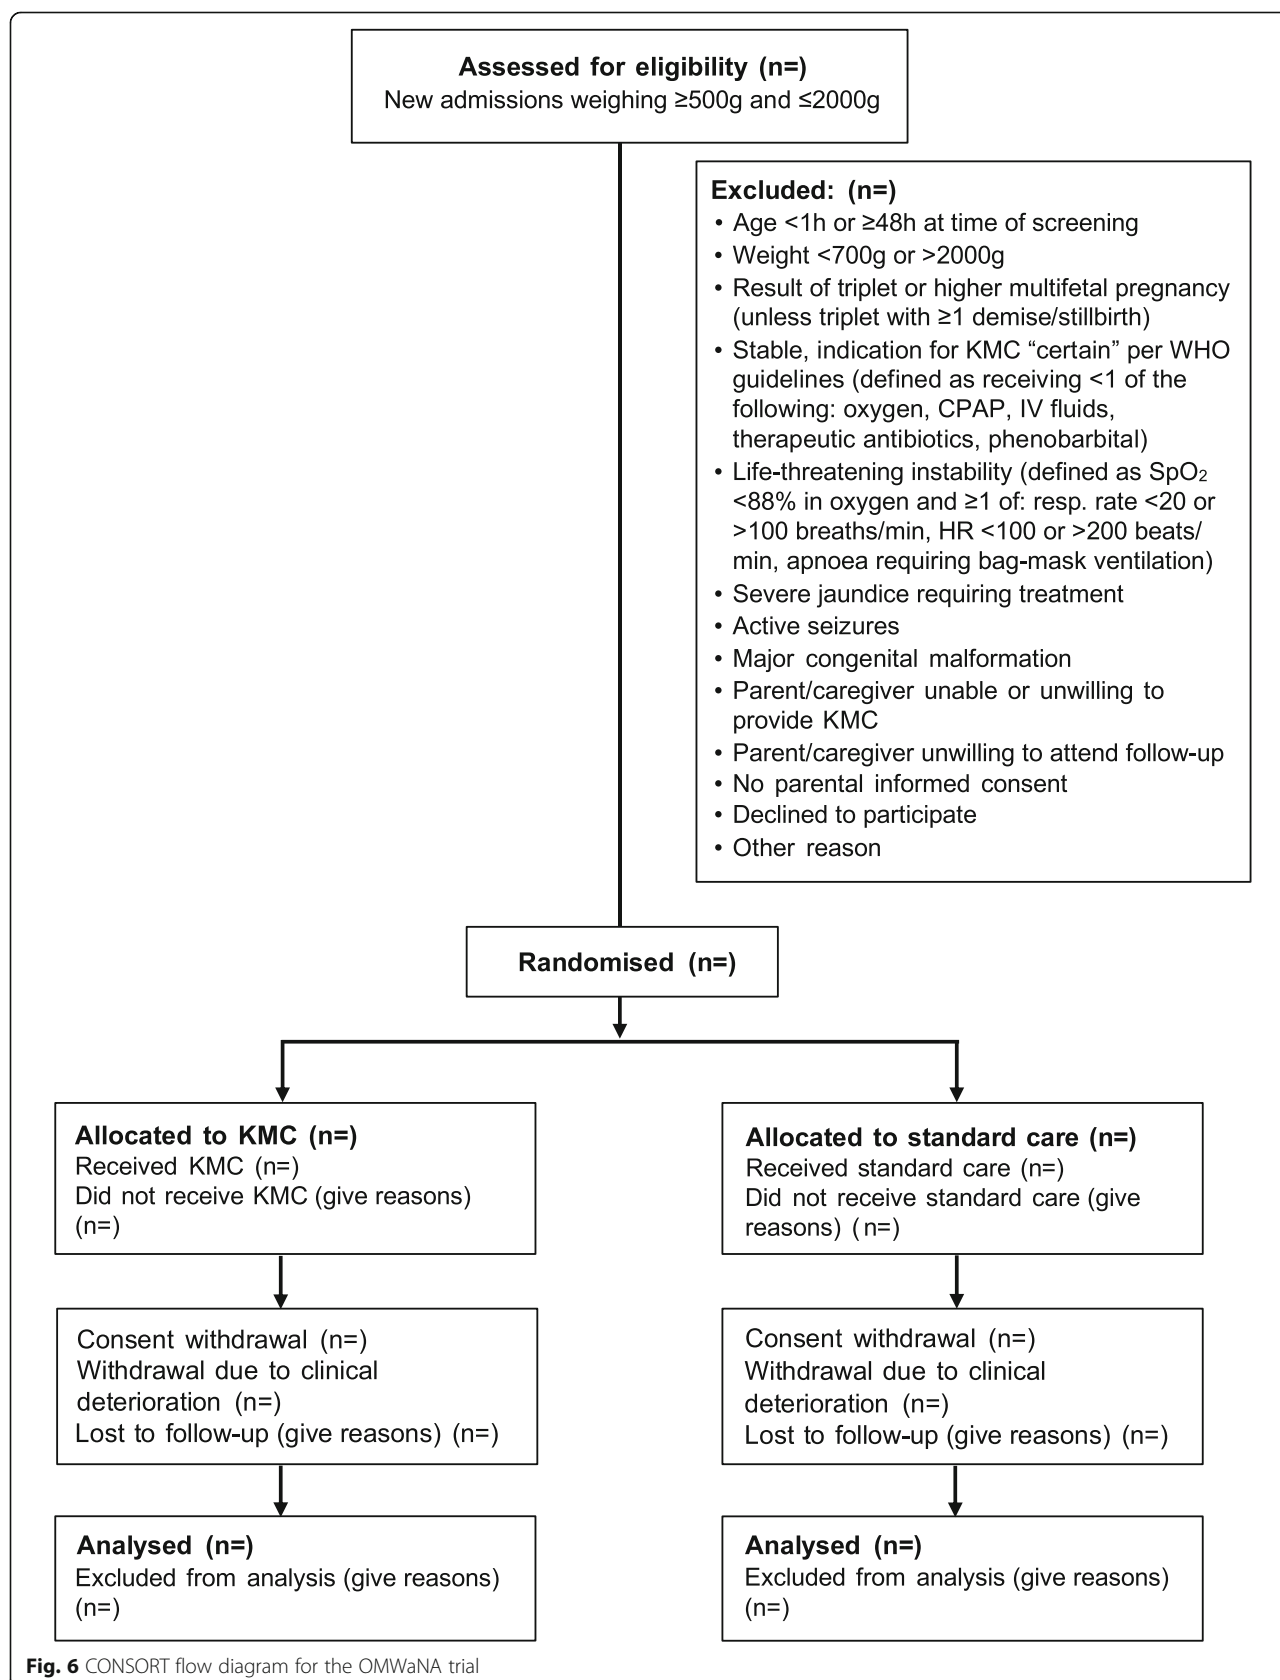 Assessed for eligibility (n=)
New admissions weighing ≥500g and ≤2000g
Excluded: (n=)
• Age <1h or ≥48h at time of screening
• Weight <700g or >2000g
• Result of triplet or higher multifetal pregnancy
(unless triplet with ≥1 demise/stillbirth)
• Stable, indication for KMC “certain” per WHO
guidelines (defined as receiving <1 of the
following: oxygen, CPAP, IV fluids,
therapeutic antibiotics, phenobarbital)
• Life-threatening instability (defined as SpO₂
<88% in oxygen and ≥1 of: resp. rate <20 or
>100 breaths/min, HR <100 or >200 beats/
min, apnoea requiring bag-mask ventilation)
• Severe jaundice requiring treatment
• Active seizures
• Major congenital malformation
• Parent/caregiver unable or unwilling to
provide KMC
• Parent/caregiver unwilling to attend follow-up
• No parental informed consent
• Declined to participate
• Other reason
Randomised (n=)
Allocated to KMC (n=)
Received KMC (n=)
Did not receive KMC (give reasons)
(n=)
Allocated to standard care (n=)
Received standard care (n=)
Did not receive standard care (give
reasons) (n=)
Consent withdrawal (n=)
Withdrawal due to clinical
deterioration (n=)
Lost to follow-up (give reasons) (n=)
Consent withdrawal (n=)
Withdrawal due to clinical
deterioration (n=)
Lost to follow-up (give reasons) (n=)
Analysed (n=)
Excluded from analysis (give reasons)
(n=)
Analysed (n=)
Excluded from analysis (give reasons)
(n=)
Fig. 6 CONSORT flow diagram for the OMWaNA trial